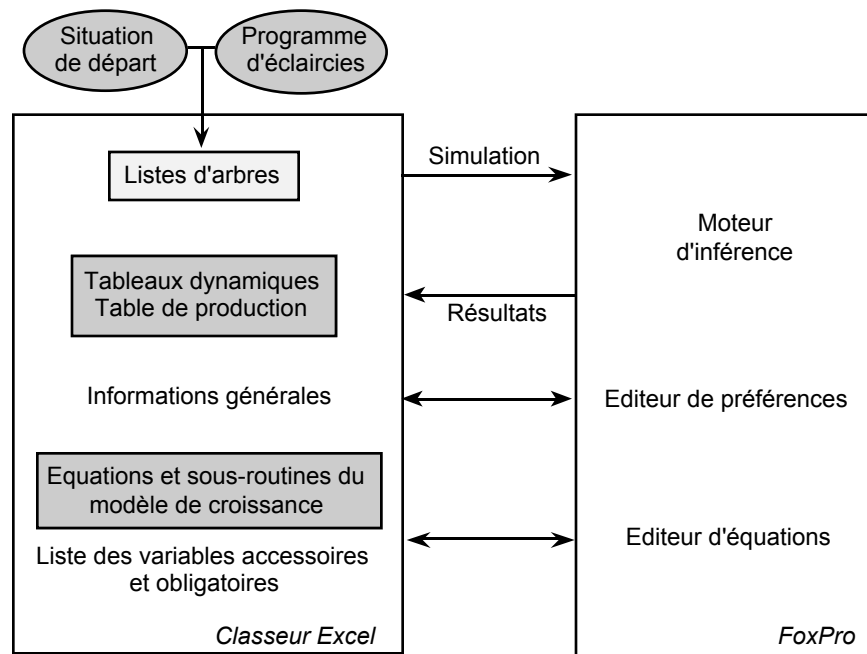 Situation
de départ
Programme
d'éclaircies
Listes d'arbres
Simulation
Moteur
d'inférence
Tableaux dynamiques
Table de production
Résultats
Informations générales
Editeur de préférences
Equations et sous-routines du
modèle de croissance
Editeur d'équations
Liste des variables accessoires
et obligatoires
Classeur Excel
FoxPro